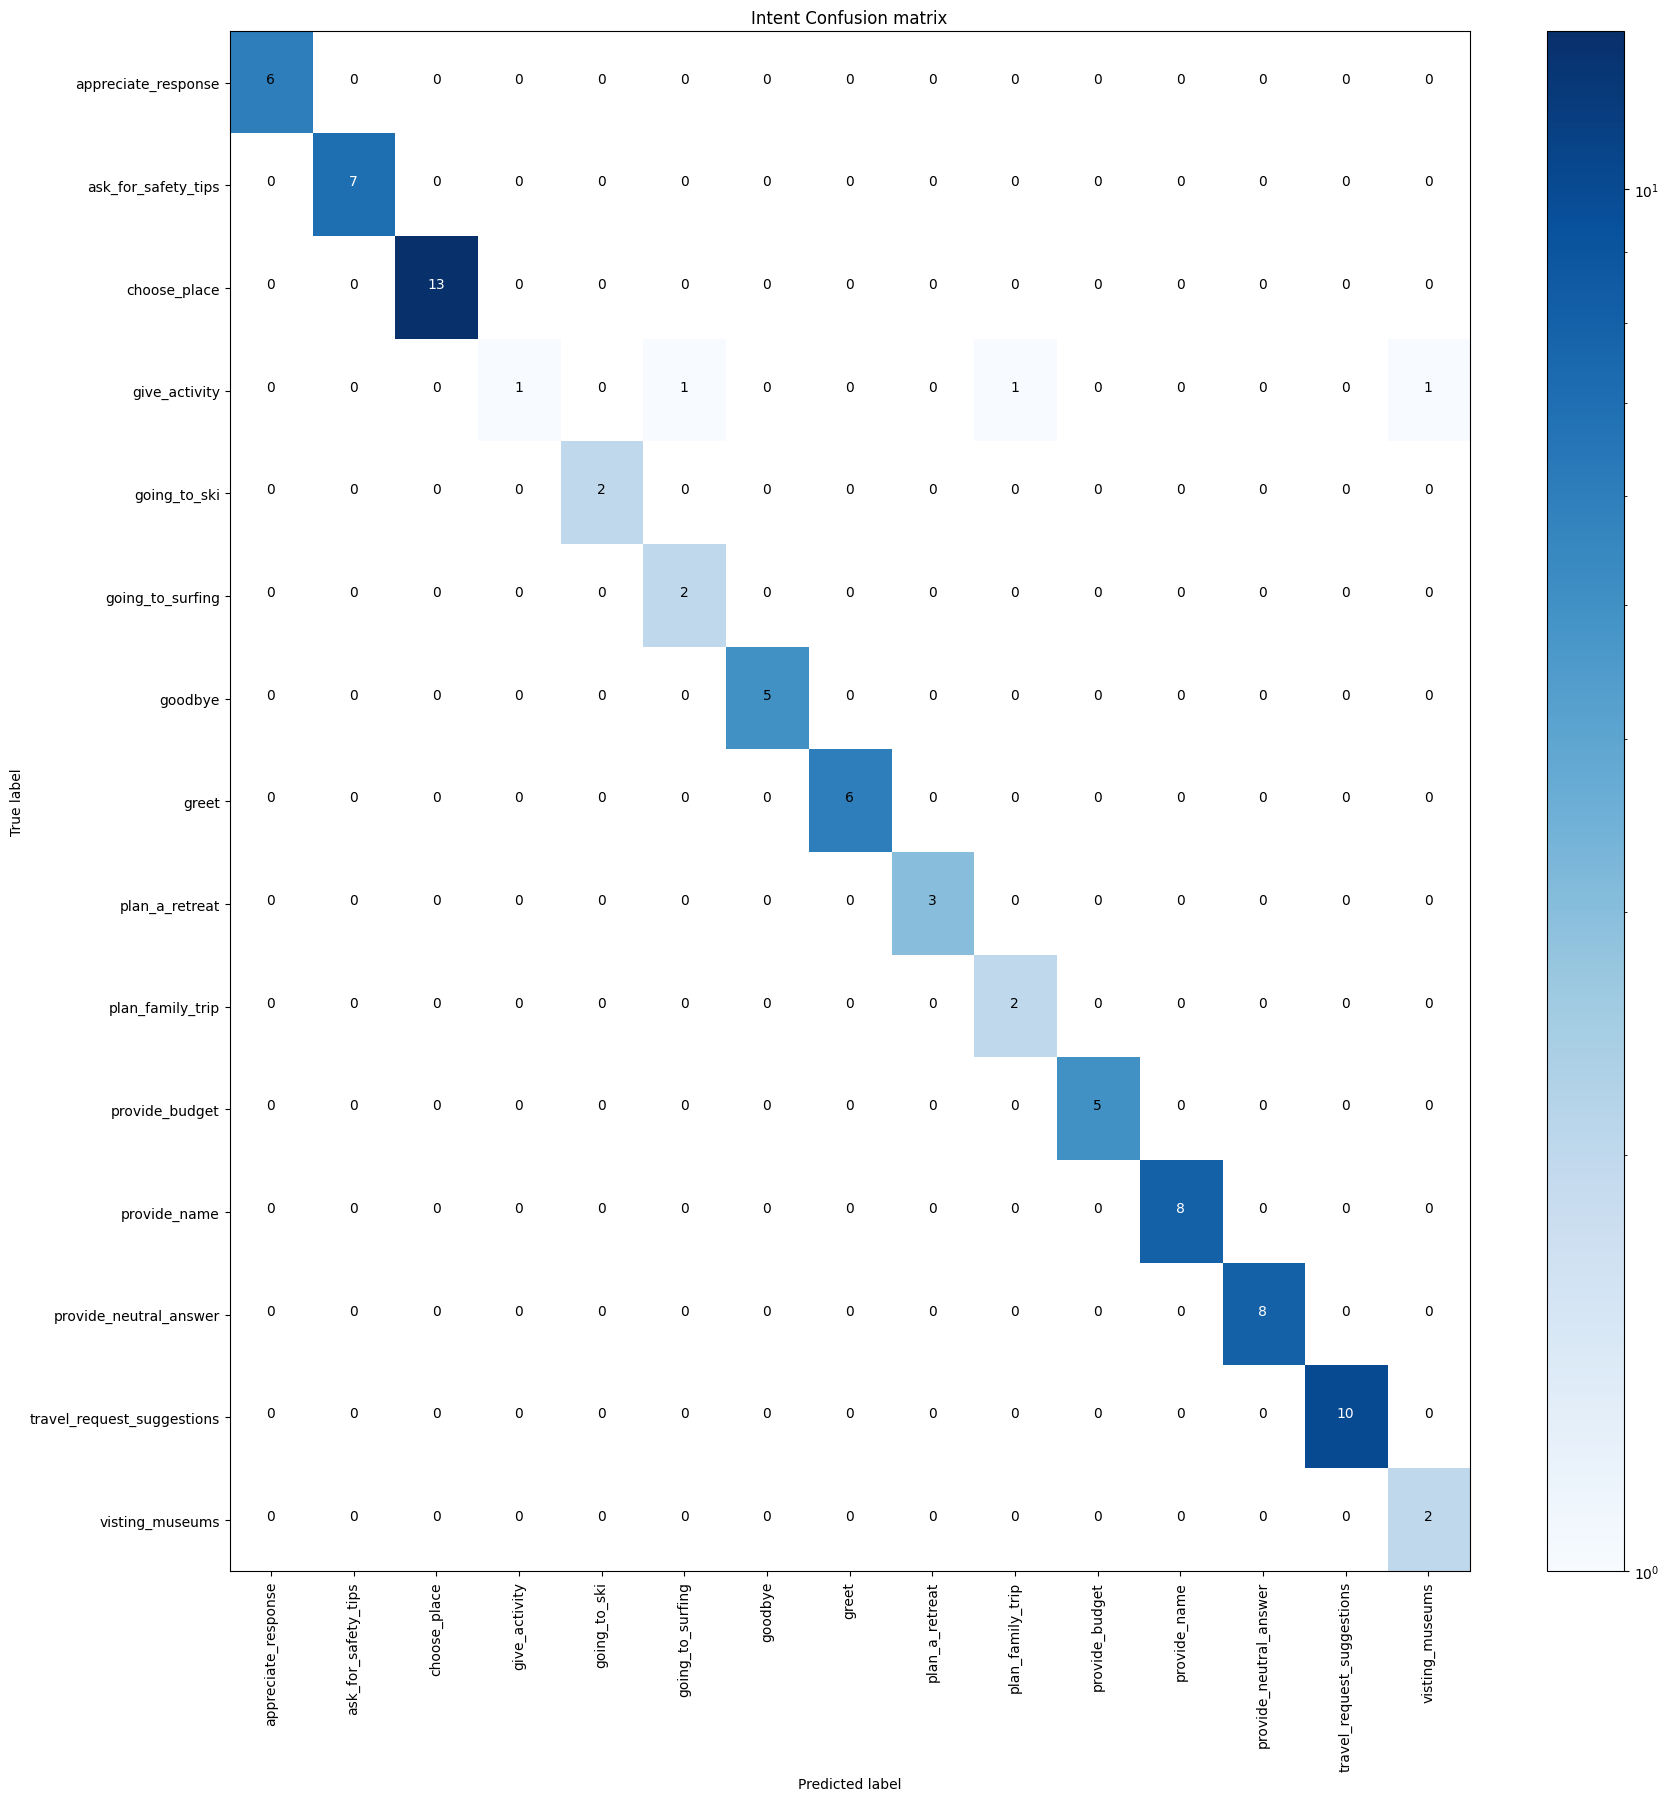 Intent Confusion matrix
appreciate_response 6 0 0 0 0 0 0 0 0 0 0 0 0 0 0
ask_for_safety_tips 0 7 0 0 0 0 0 0 0 0 0 0 0 0 0
choose_place 0 0 13 0 0 0 0 0 0 0 0 0 0 0 0
give_activity 0 0 0 1 0 1 0 0 0 1 0 0 0 0 1
going_to_ski 0 0 0 0 2 0 0 0 0 0 0 0 0 0 0
going_to_surfing 0 0 0 0 0 2 0 0 0 0 0 0 0 0 0
goodbye 0 0 0 0 0 0 5 0 0 0 0 0 0 0 0
greet 0 0 0 0 0 0 0 6 0 0 0 0 0 0 0
plan_a_retreat 0 0 0 0 0 0 0 0 3 0 0 0 0 0 0
plan_family_trip 0 0 0 0 0 0 0 0 0 2 0 0 0 0 0
provide_budget 0 0 0 0 0 0 0 0 0 0 5 0 0 0 0
provide_name 0 0 0 0 0 0 0 0 0 0 0 8 0 0 0
provide_neutral_answer 0 0 0 0 0 0 0 0 0 0 0 0 8 0 0
travel_request_suggestions 0 0 0 0 0 0 0 0 0 0 0 0 0 10 0
visting_museums 0 0 0 0 0 0 0 0 0 0 0 0 0 0 2
True label
appreciate_response
ask_for_safety_tips
choose_place
give_activity
going_to_ski
going_to_surfing
goodbye
greet
plan_a_retreat
plan_family_trip
provide_budget
provide_name
provide_neutral_answer
travel_request_suggestions
visting_museums
Predicted label
10¹
10⁰